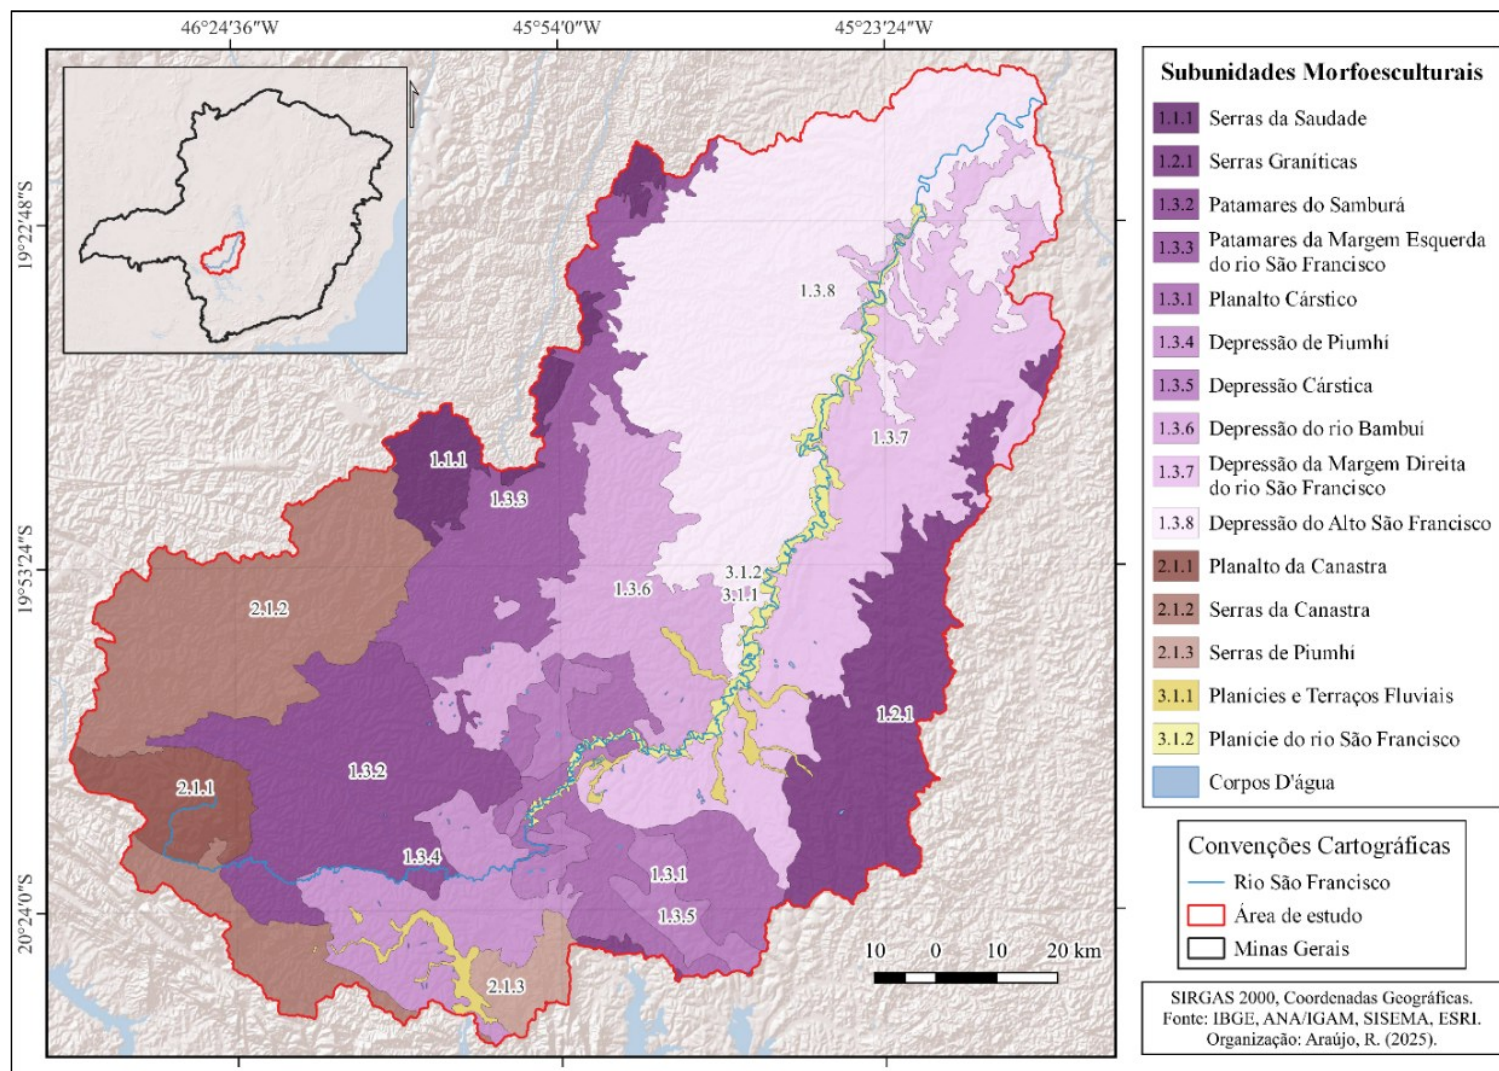 46°24'36"W
45°54'0"W
45°23'24"W
19°22'48"S
19°53'24"S
20°24'0"S
1.3.8
1.3.7
1.1.1
1.3.3
3.1.2
3.1.1
1.3.6
2.1.2
1.2.1
1.3.2
2.1.1
1.3.4
1.3.1
1.3.5
2.1.3
10 0 10 20 km
Subunidades Morfoesculturais
1.1.1 Serras da Saudade
1.2.1 Serras Graníticas
1.3.2 Patamares do Samburá
1.3.3 Patamares da Margem Esquerda
do rio São Francisco
1.3.1 Planalto Cárstico
1.3.4 Depressão de Piumhí
1.3.5 Depressão Cárstica
1.3.6 Depressão do rio Bambuí
1.3.7 Depressão da Margem Direita
do rio São Francisco
1.3.8 Depressão do Alto São Francisco
2.1.1 Planalto da Canastra
2.1.2 Serras da Canastra
2.1.3 Serras de Piumhí
3.1.1 Planícies e Terraços Fluviais
3.1.2 Planície do rio São Francisco
Corpos D'água
Convenções Cartográficas
Rio São Francisco
Área de estudo
Minas Gerais
SIRGAS 2000, Coordenadas Geográficas.
Fonte: IBGE, ANA/IGAM, SISEMA, ESRI.
Organização: Araújo, R. (2025).